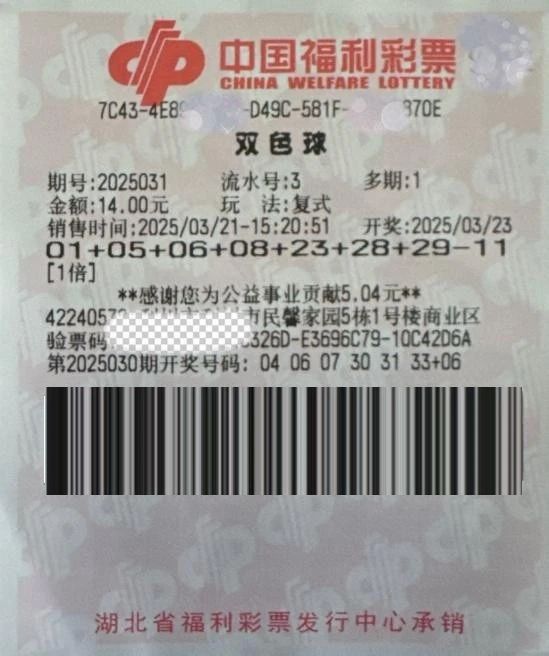 中国福利彩票
CHINA WELFARE LOTTERY
7C43-4E89 -D49C-581F- 870E
双色球
期号:2025031 流水号:3 多期:1
金额:14.00元 玩 法:复式
销售时间:2025/03/21-15:20:51 开奖:2025/03/23
01+05+06+08+23+28+29-11
[1倍]
**感谢您为公益事业贡献5.04元**
4224057 市民馨家园5栋1号楼商业区
验票码 326D-E3696C79-10C42D6A
第2025030期开奖号码: 04 06 07 30 31 33+06
湖北省福利彩票发行中心承销